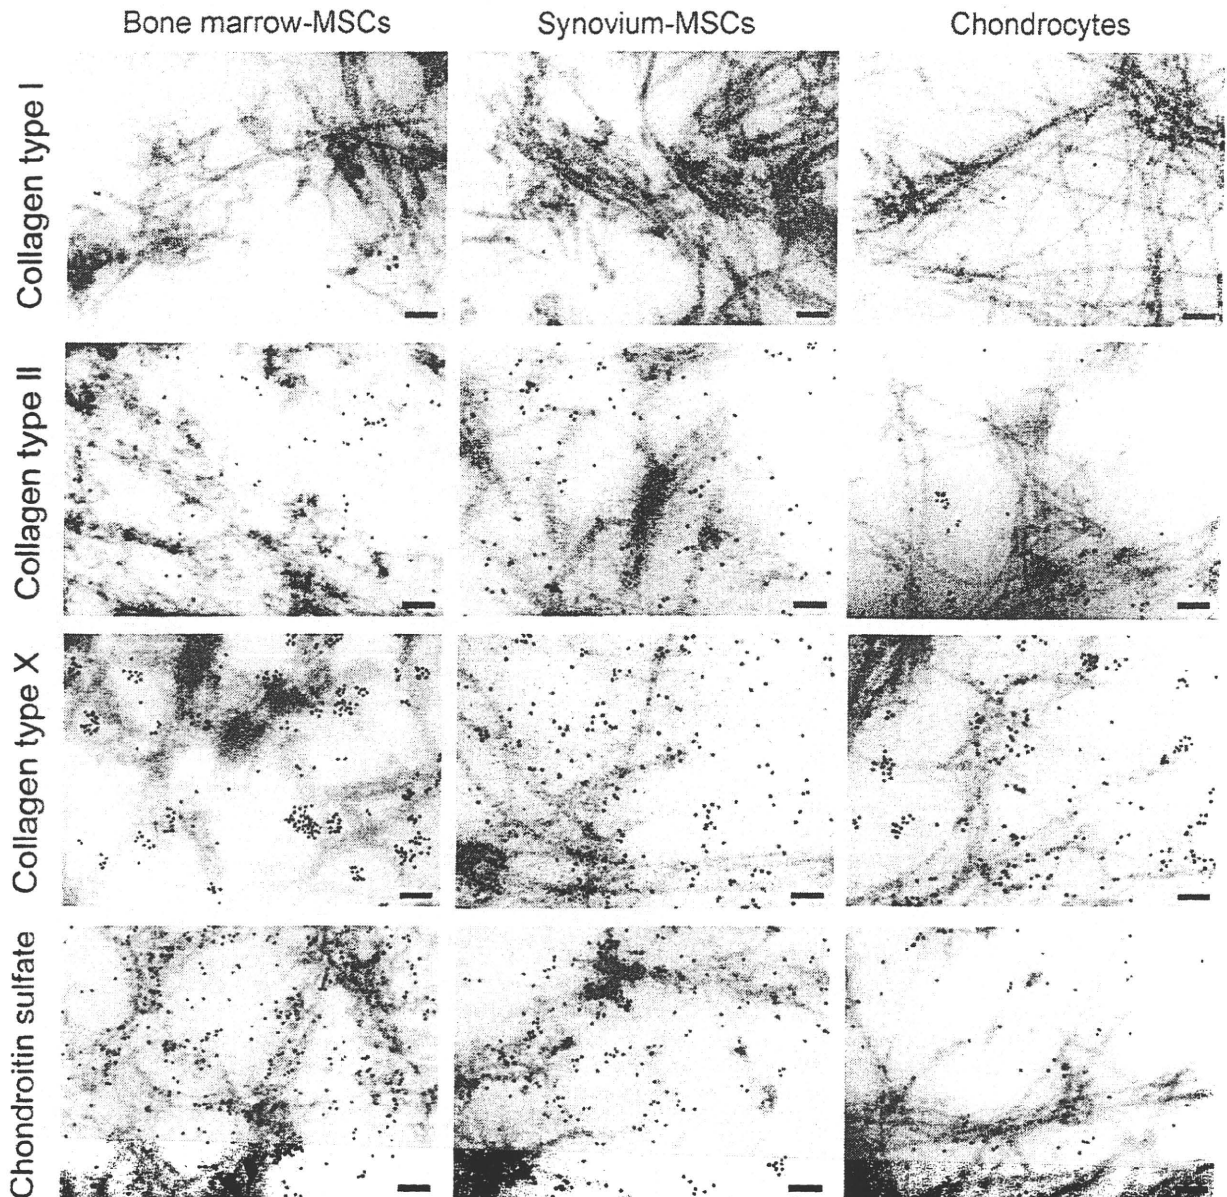 Bone marrow-MSCs Synovium-MSCs Chondrocytes
Collagen type I
Collagen type II
Collagen type X
Chondroitin sulfate